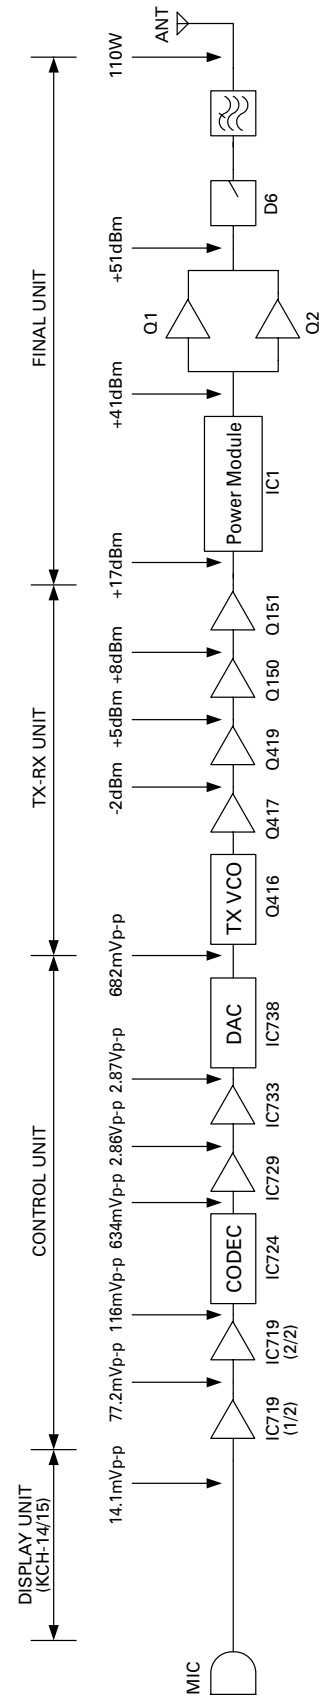 DISPLAY UNIT
(KCH-14/15)
CONTROL UNIT
TX-RX UNIT
FINAL UNIT
14.1mVp-p
77.2mVp-p
116mVp-p
634mVp-p
2.86Vp-p
2.87Vp-p
682mVp-p
-2dBm
+5dBm
+8dBm
+17dBm
+41dBm
+51dBm
110W
ANT
MIC
CODEC
DAC
TX VCO
Power Module
Q1
IC719
(1/2)
IC719
(2/2)
IC724
IC729
IC733
IC738
Q416
Q417
Q419
Q150
Q151
IC1
Q2
D6